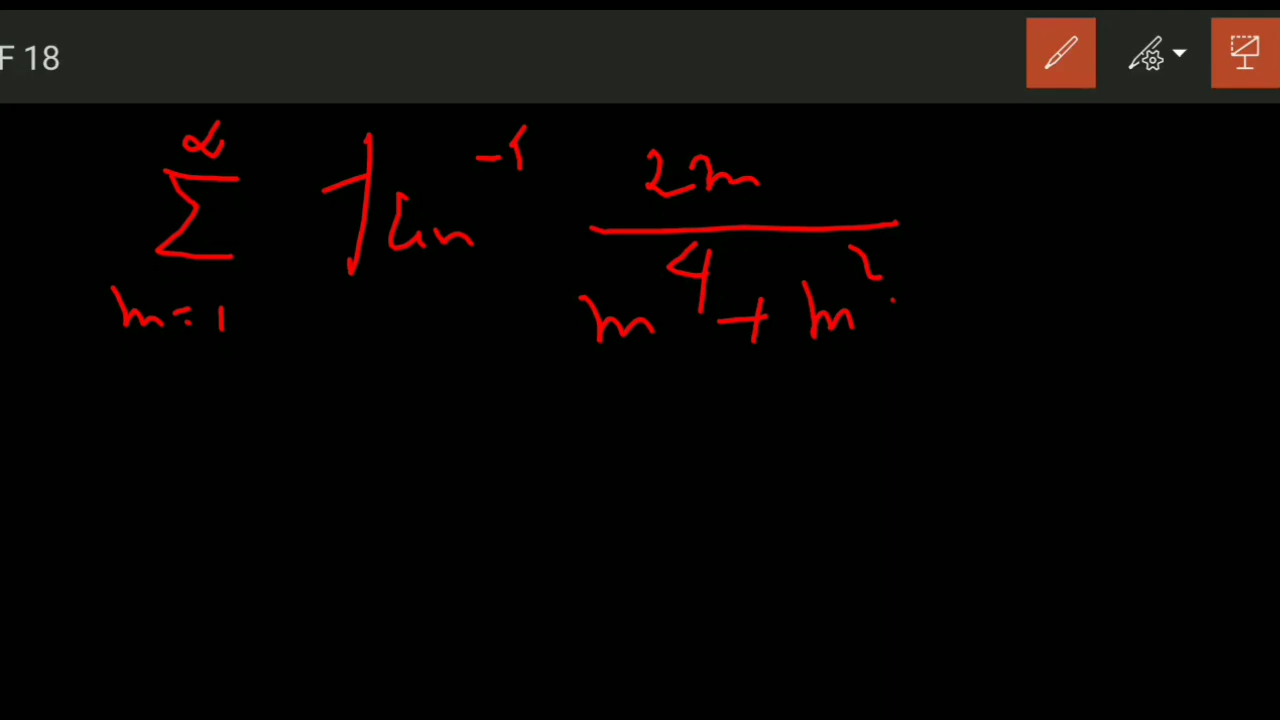 F 18
∞
∑ Tan⁻¹ 2m / m⁴ + m²
m = 1